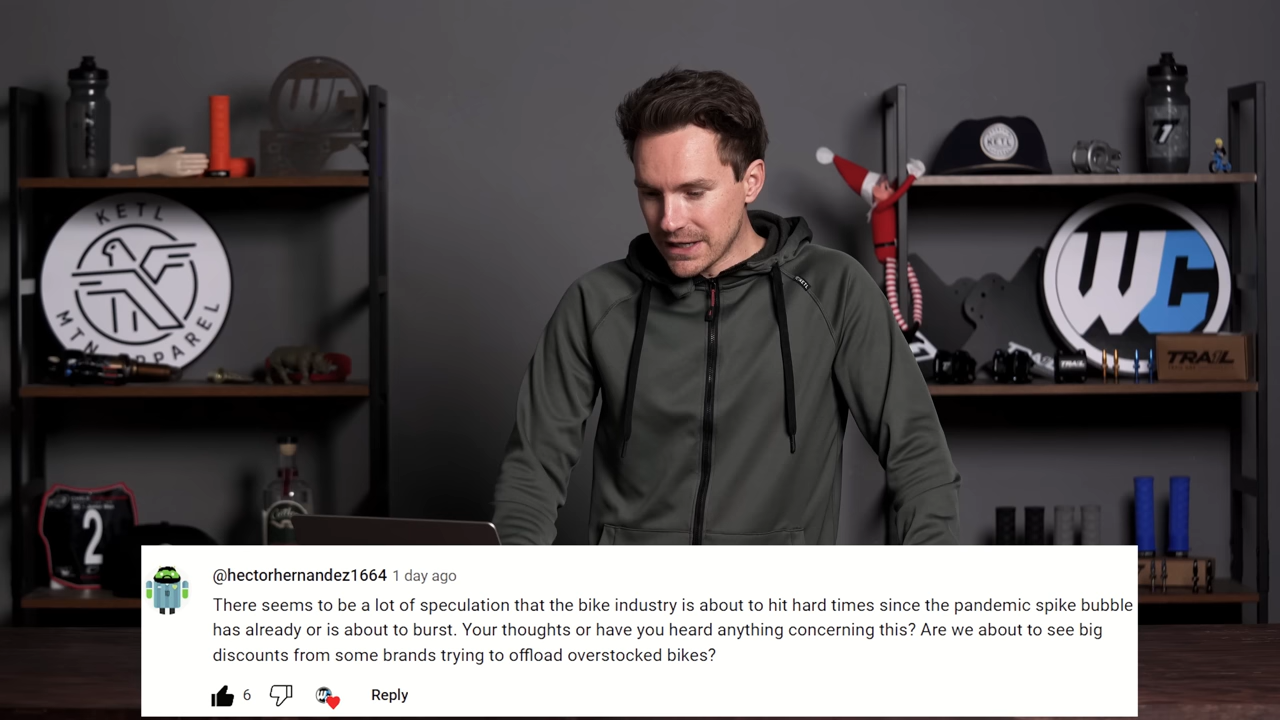 WC
KETL
MTN APPAREL
2
KETL
1
WC
TRAIL
TRAIL
@hectorhernandez1664 1 day ago
There seems to be a lot of speculation that the bike industry is about to hit hard times since the pandemic spike bubble
has already or is about to burst. Your thoughts or have you heard anything concerning this? Are we about to see big
discounts from some brands trying to offload overstocked bikes?
6
Reply